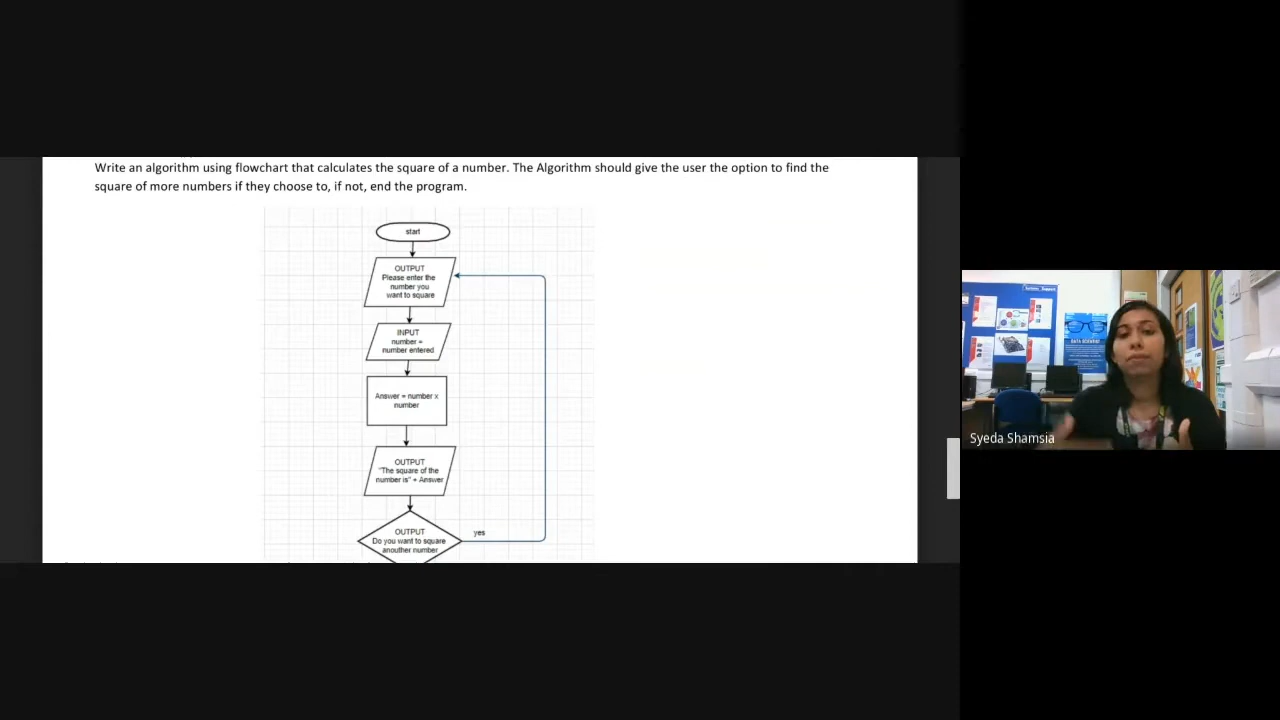 Write an algorithm using flowchart that calculates the square of a number. The Algorithm should give the user the option to find the
square of more numbers if they choose to, if not, end the program.
start
OUTPUT
Please enter the
number you
want to square
INPUT
number =
number entered
Answer = number x
number
OUTPUT
"The square of the
number is" + Answer
OUTPUT
Do you want to square
anouther number
yes
Syeda Shamsia
DATA SCIENTIST